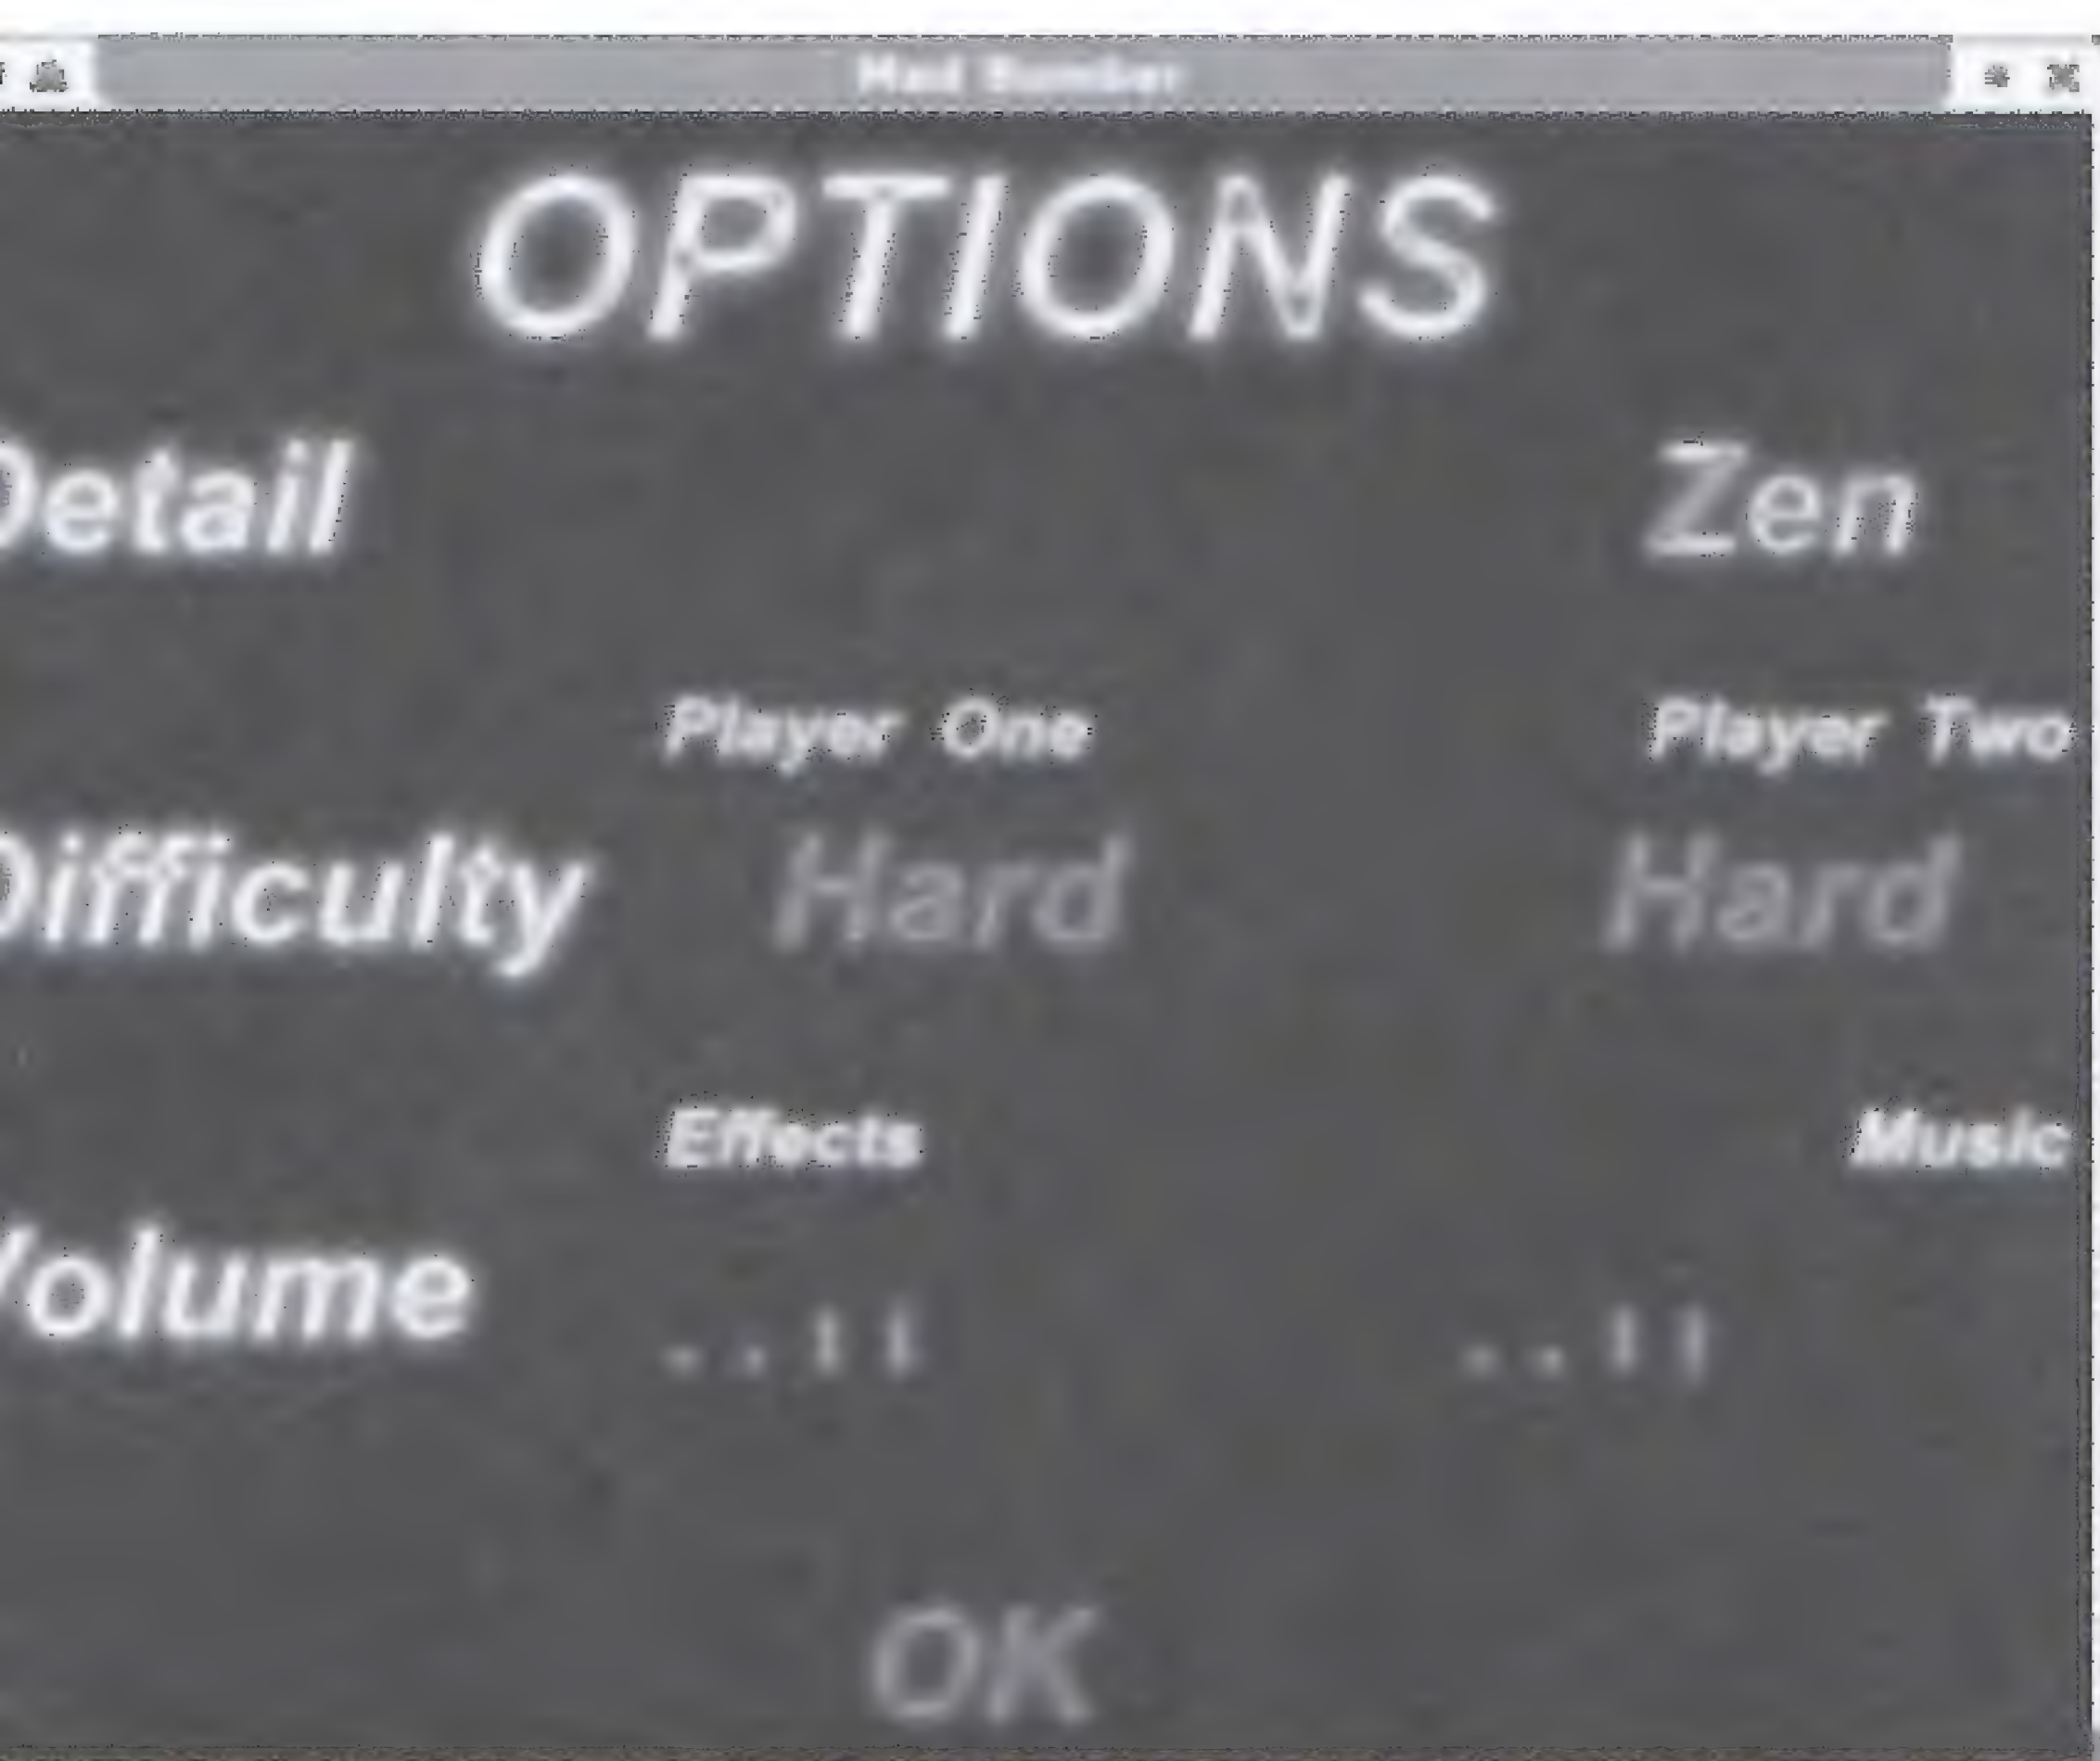 OPTIONS
Detail Zen
Player One Player Two
Difficulty Hard Hard
Effects Music
Volume
OK